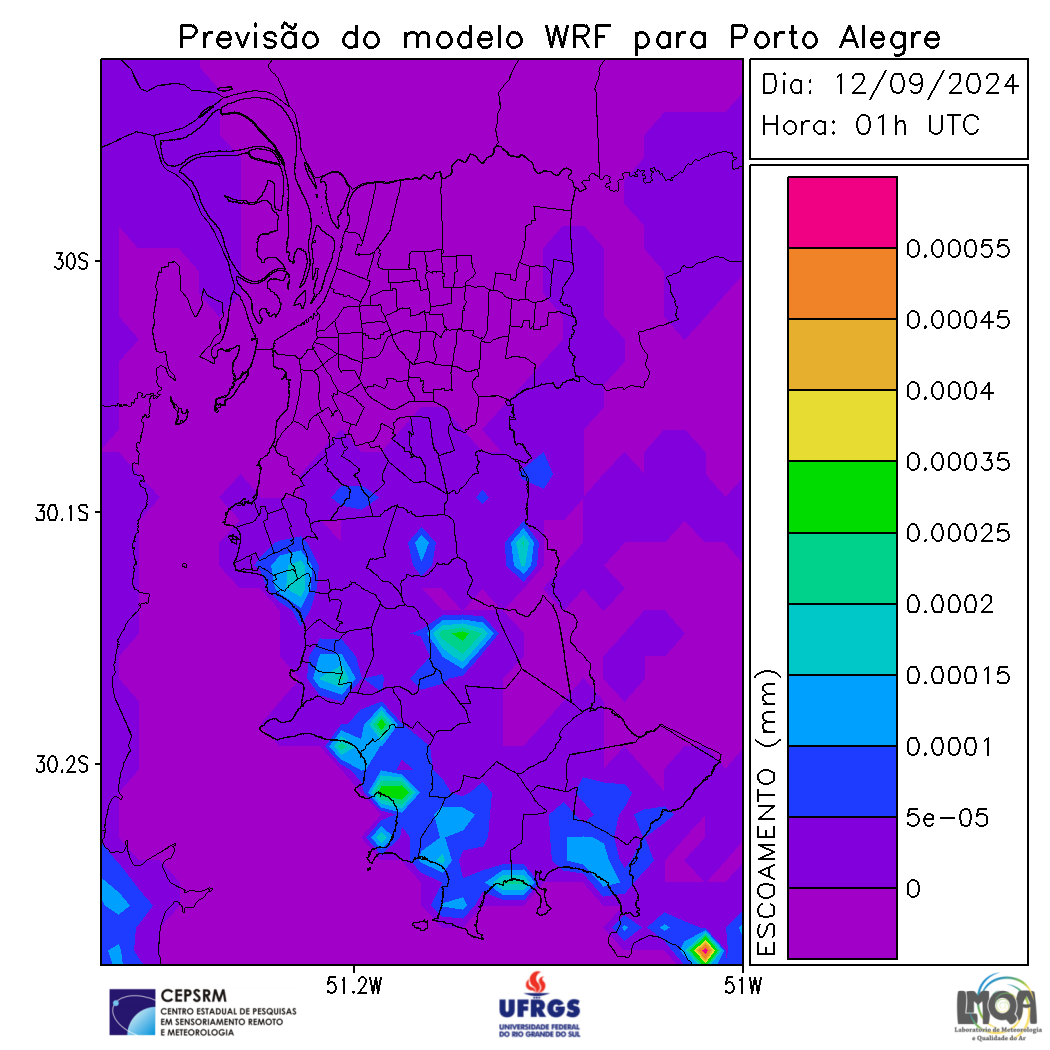 Previsão do modelo WRF para Porto Alegre
Dia: 12/09/2024
Hora: 01h UTC
30S
30.1S
30.2S
51.2W
51W
0.00055
0.00045
0.0004
0.00035
0.00025
0.0002
0.00015
0.0001
5e-05
0
ESCOAMENTO (mm)
CEPSRM
CENTRO ESTADUAL DE PESQUISAS
EM SENSORIAMENTO REMOTO
E METEOROLOGIA
UFRGS
UNIVERSIDADE FEDERAL
DO RIO GRANDE DO SUL
LMQA
Laboratório de Meteorologia
e Qualidade do Ar